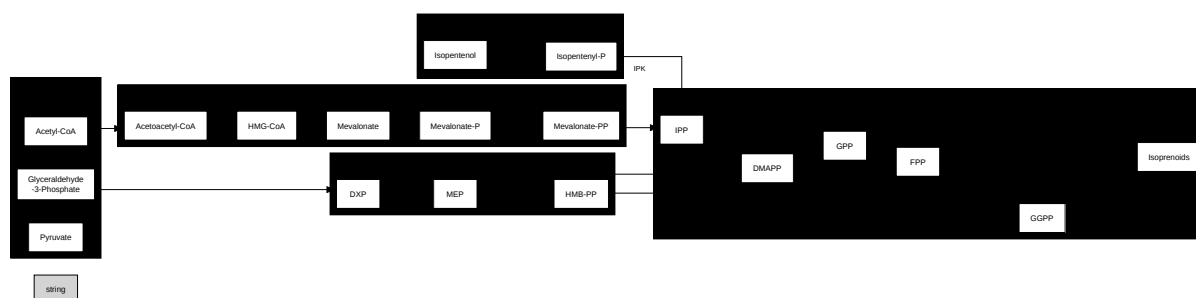 Isopentenol
Isopentenyl-P
IPK
Acetyl-CoA
Acetoacetyl-CoA
HMG-CoA
Mevalonate
Mevalonate-P
Mevalonate-PP
IPP
GPP
FPP
Isoprenoids
DMAPP
Glyceraldehyde
-3-Phosphate
DXP
MEP
HMB-PP
GGPP
Pyruvate
string